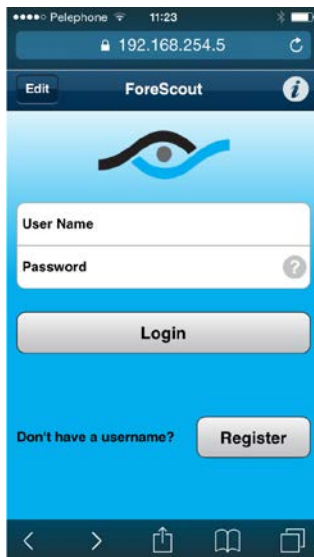 Pelephone 11:23
192.168.254.5
Edit ForeScout i
User Name
Password ?
Login
Don't have a username? Register